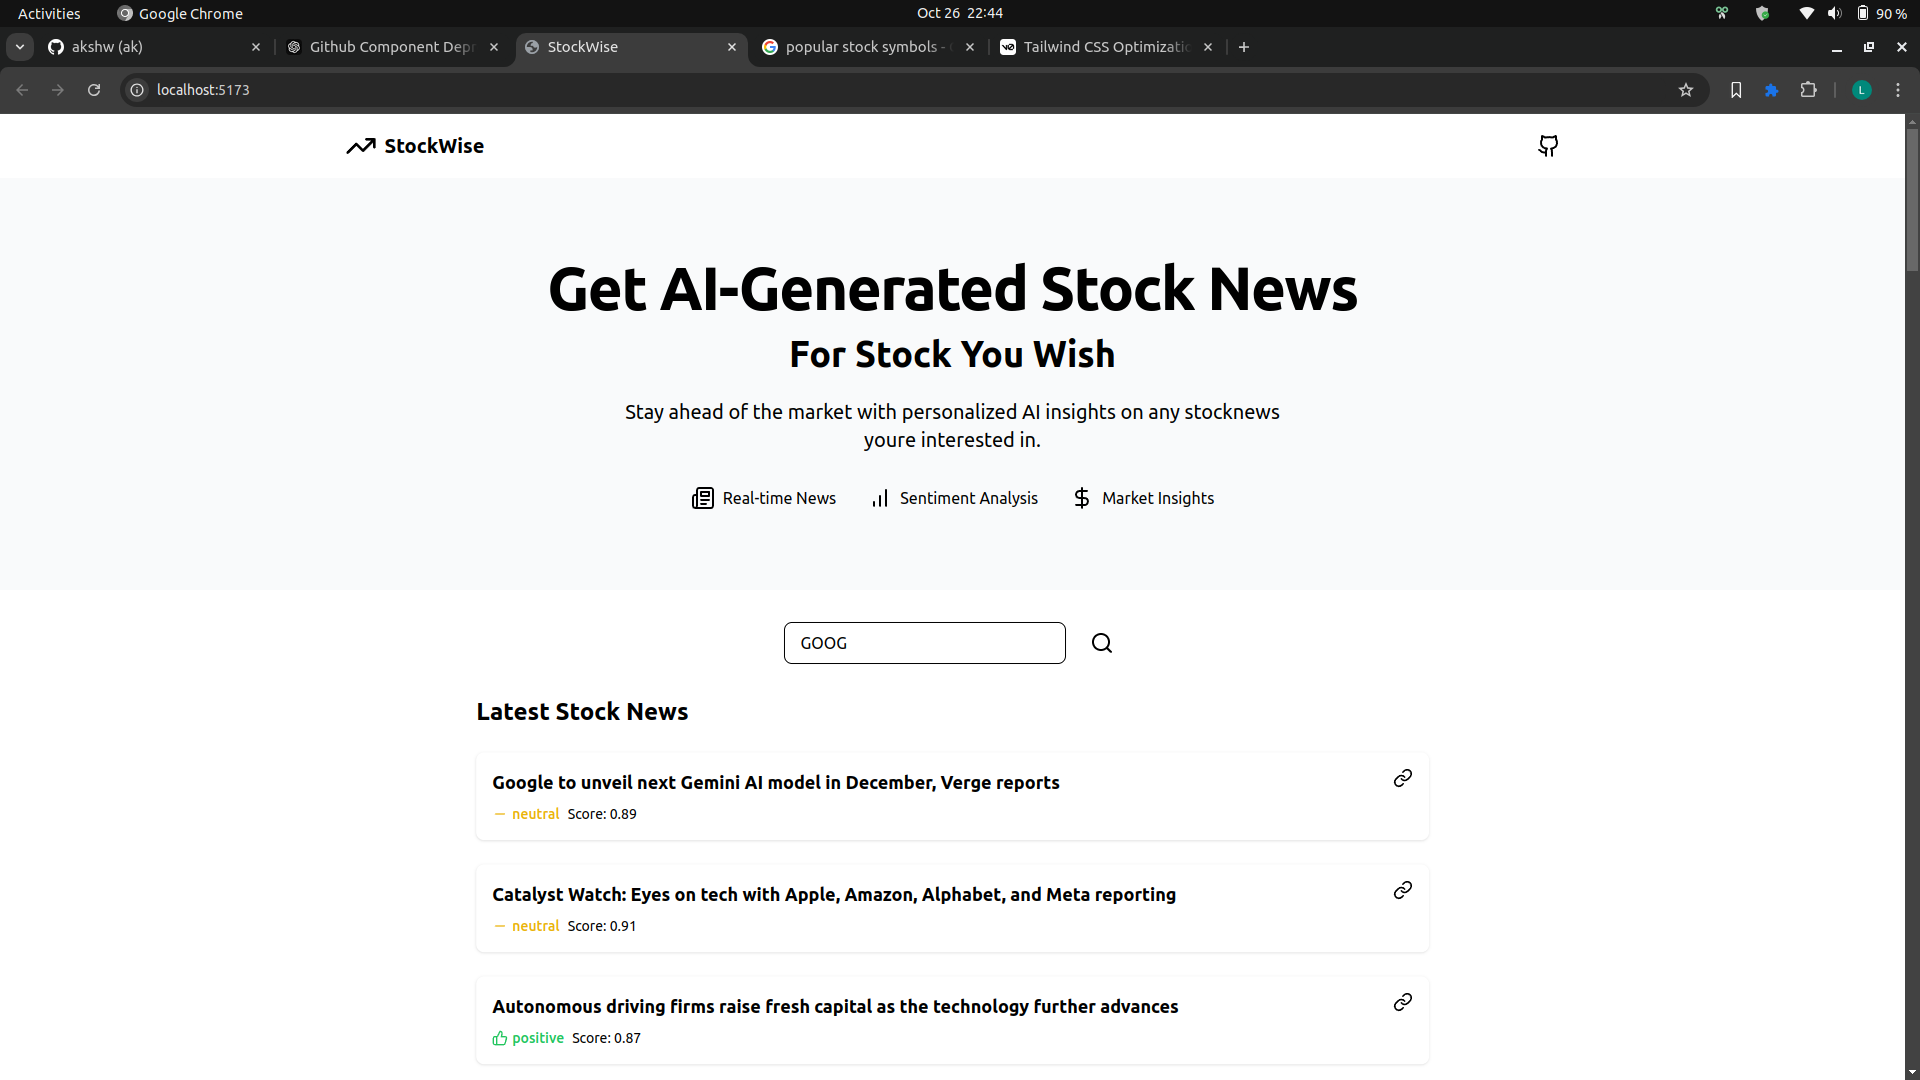 Activities
Google Chrome
Oct 26 22:44
90 %
akshw (ak)
Github Component Depr
StockWise
popular stock symbols -
Tailwind CSS Optimizatio
localhost:5173
L
StockWise
Get AI-Generated Stock News
For Stock You Wish
Stay ahead of the market with personalized AI insights on any stocknews
youre interested in.
Real-time News
Sentiment Analysis
Market Insights
GOOG
Latest Stock News
Google to unveil next Gemini AI model in December, Verge reports
neutral Score: 0.89
Catalyst Watch: Eyes on tech with Apple, Amazon, Alphabet, and Meta reporting
neutral Score: 0.91
Autonomous driving firms raise fresh capital as the technology further advances
positive Score: 0.87